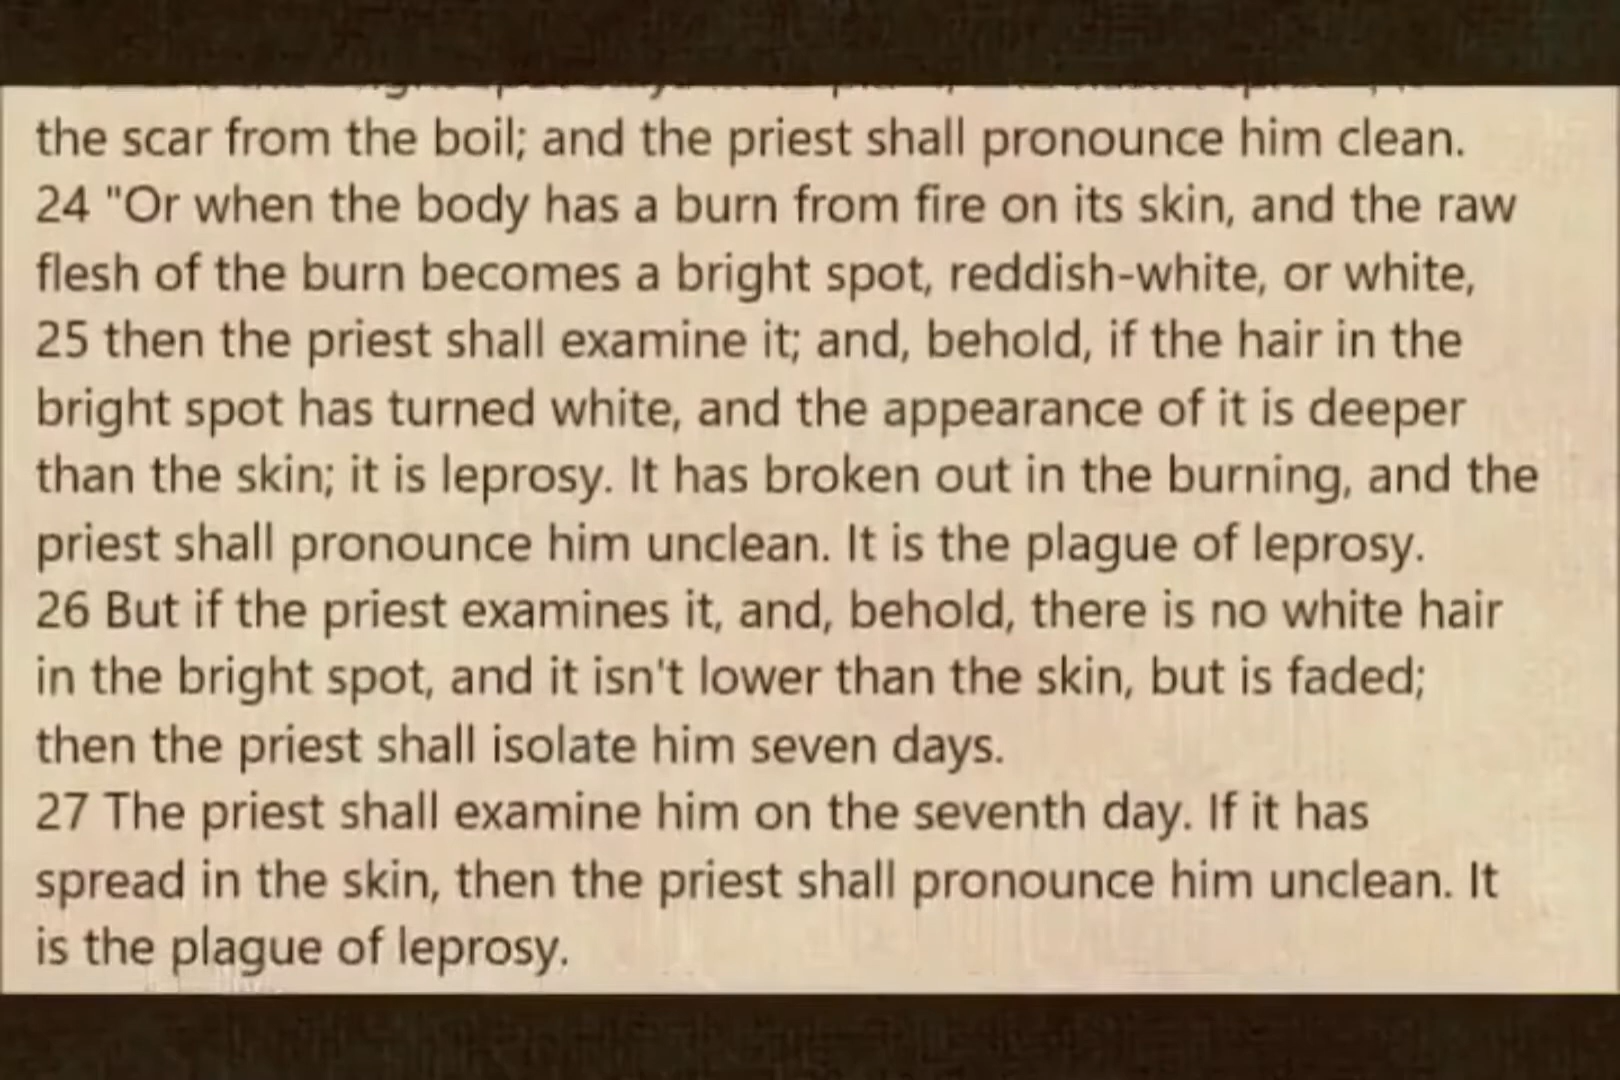 the scar from the boil; and the priest shall pronounce him clean.
24 "Or when the body has a burn from fire on its skin, and the raw
flesh of the burn becomes a bright spot, reddish-white, or white,
25 then the priest shall examine it; and, behold, if the hair in the
bright spot has turned white, and the appearance of it is deeper
than the skin; it is leprosy. It has broken out in the burning, and the
priest shall pronounce him unclean. It is the plague of leprosy.
26 But if the priest examines it, and, behold, there is no white hair
in the bright spot, and it isn't lower than the skin, but is faded;
then the priest shall isolate him seven days.
27 The priest shall examine him on the seventh day. If it has
spread in the skin, then the priest shall pronounce him unclean. It
is the plague of leprosy.